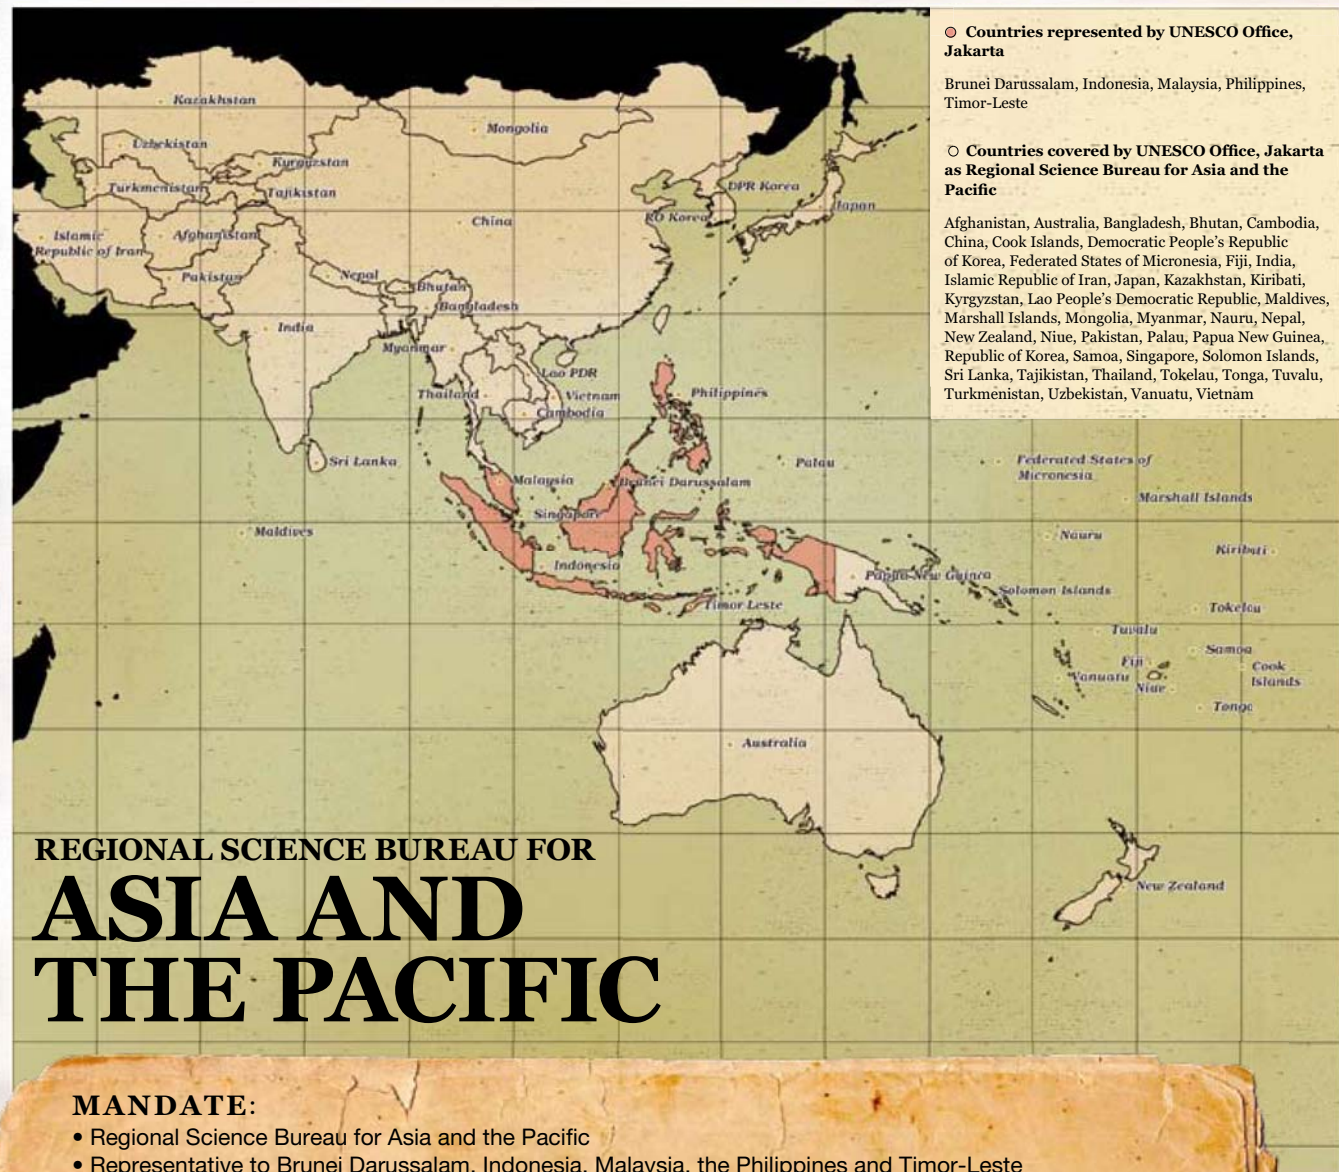 Countries represented by UNESCO Office,
Jakarta
Brunei Darussalam, Indonesia, Malaysia, Philippines,
Timor-Leste
Countries covered by UNESCO Office, Jakarta
as Regional Science Bureau for Asia and the
Pacific
Afghanistan, Australia, Bangladesh, Bhutan, Cambodia,
China, Cook Islands, Democratic People's Republic
of Korea, Federated States of Micronesia, Fiji, India,
Islamic Republic of Iran, Japan, Kazakhstan, Kiribati,
Kyrgyzstan, Lao People's Democratic Republic, Maldives,
Marshall Islands, Mongolia, Myanmar, Nauru, Nepal,
New Zealand, Niue, Pakistan, Palau, Papua New Guinea,
Republic of Korea, Samoa, Singapore, Solomon Islands,
Sri Lanka, Tajikistan, Thailand, Tokelau, Tonga, Tuvalu,
Turkmenistan, Uzbekistan, Vanuatu, Vietnam
Kazakhstan
Mongolia
Uzbekistan
Kyrgyzstan
Turkmenistan
Tajikistan
DPR Korea
Japan
RO Korea
China
Islamic
Republic of Iran
Afghanistan
Pakistan
Nepal
Bhutan
Bangladesh
India
Myanmar
Lao PDR
Thailand
Vietnam
Cambodia
Philippines
Sri Lanka
Palau
Federated States of
Micronesia
Malaysia
Brunei Darussalam
Marshall Islands
Singapore
Maldives
Nauru
Kiribati
Indonesia
Papua New Guinea
Solomon Islands
Timor Leste
Tokelau
Tuvalu
Samoa
Fiji
Cook
Islands
Vanuatu
Niue
Tonga
Australia
New Zealand
REGIONAL SCIENCE BUREAU FOR
ASIA AND
THE PACIFIC
MANDATE:
• Regional Science Bureau for Asia and the Pacific
• Representative to Brunei Darussalam, Indonesia, Malaysia, the Philippines and Timor-Leste